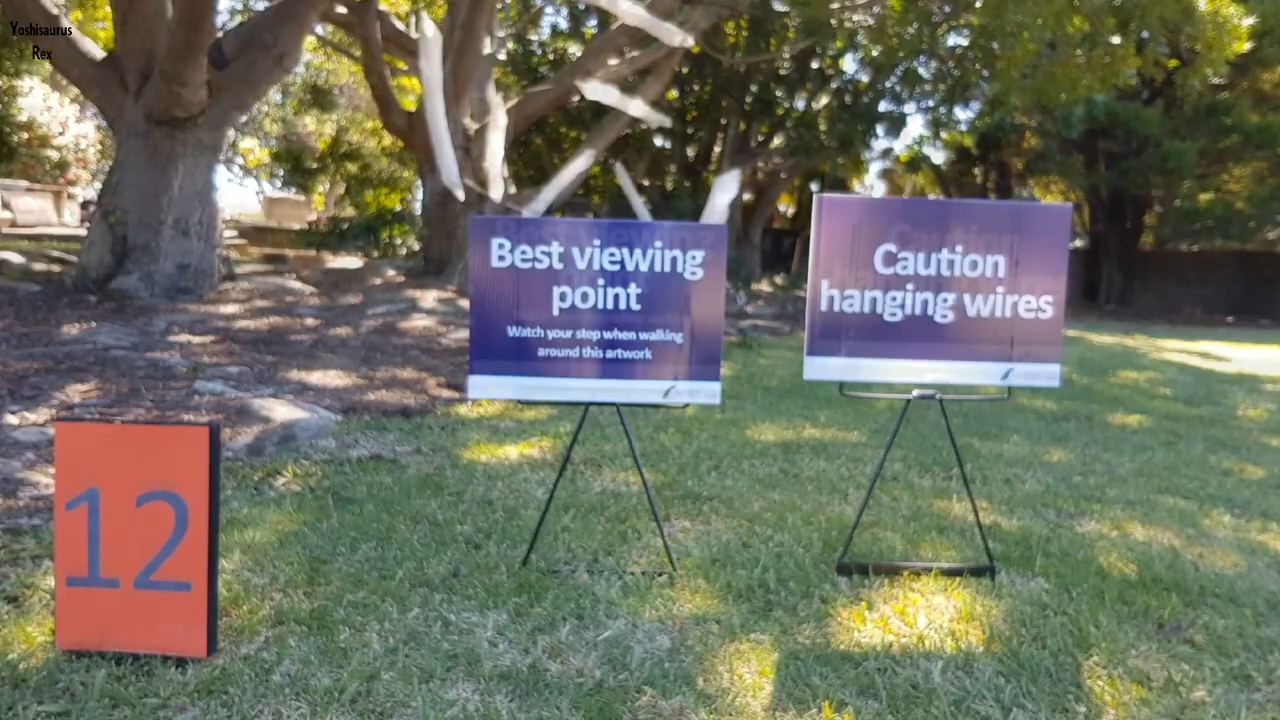 Yoshisaurus
Rex
Best viewing
point
Watch your step when walking
around this artwork
Caution
hanging wires
12